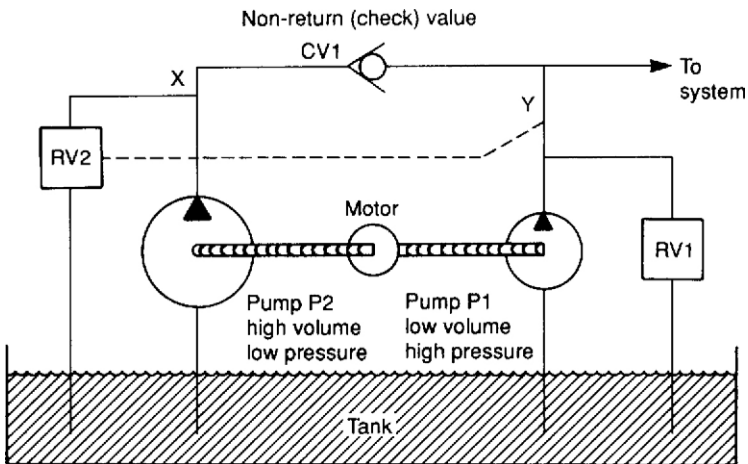 Non-return (check) value
CV1
To
system
X
Y
RV2
Motor
RV1
Pump P2
high volume
low pressure
Pump P1
low volume
high pressure
Tank